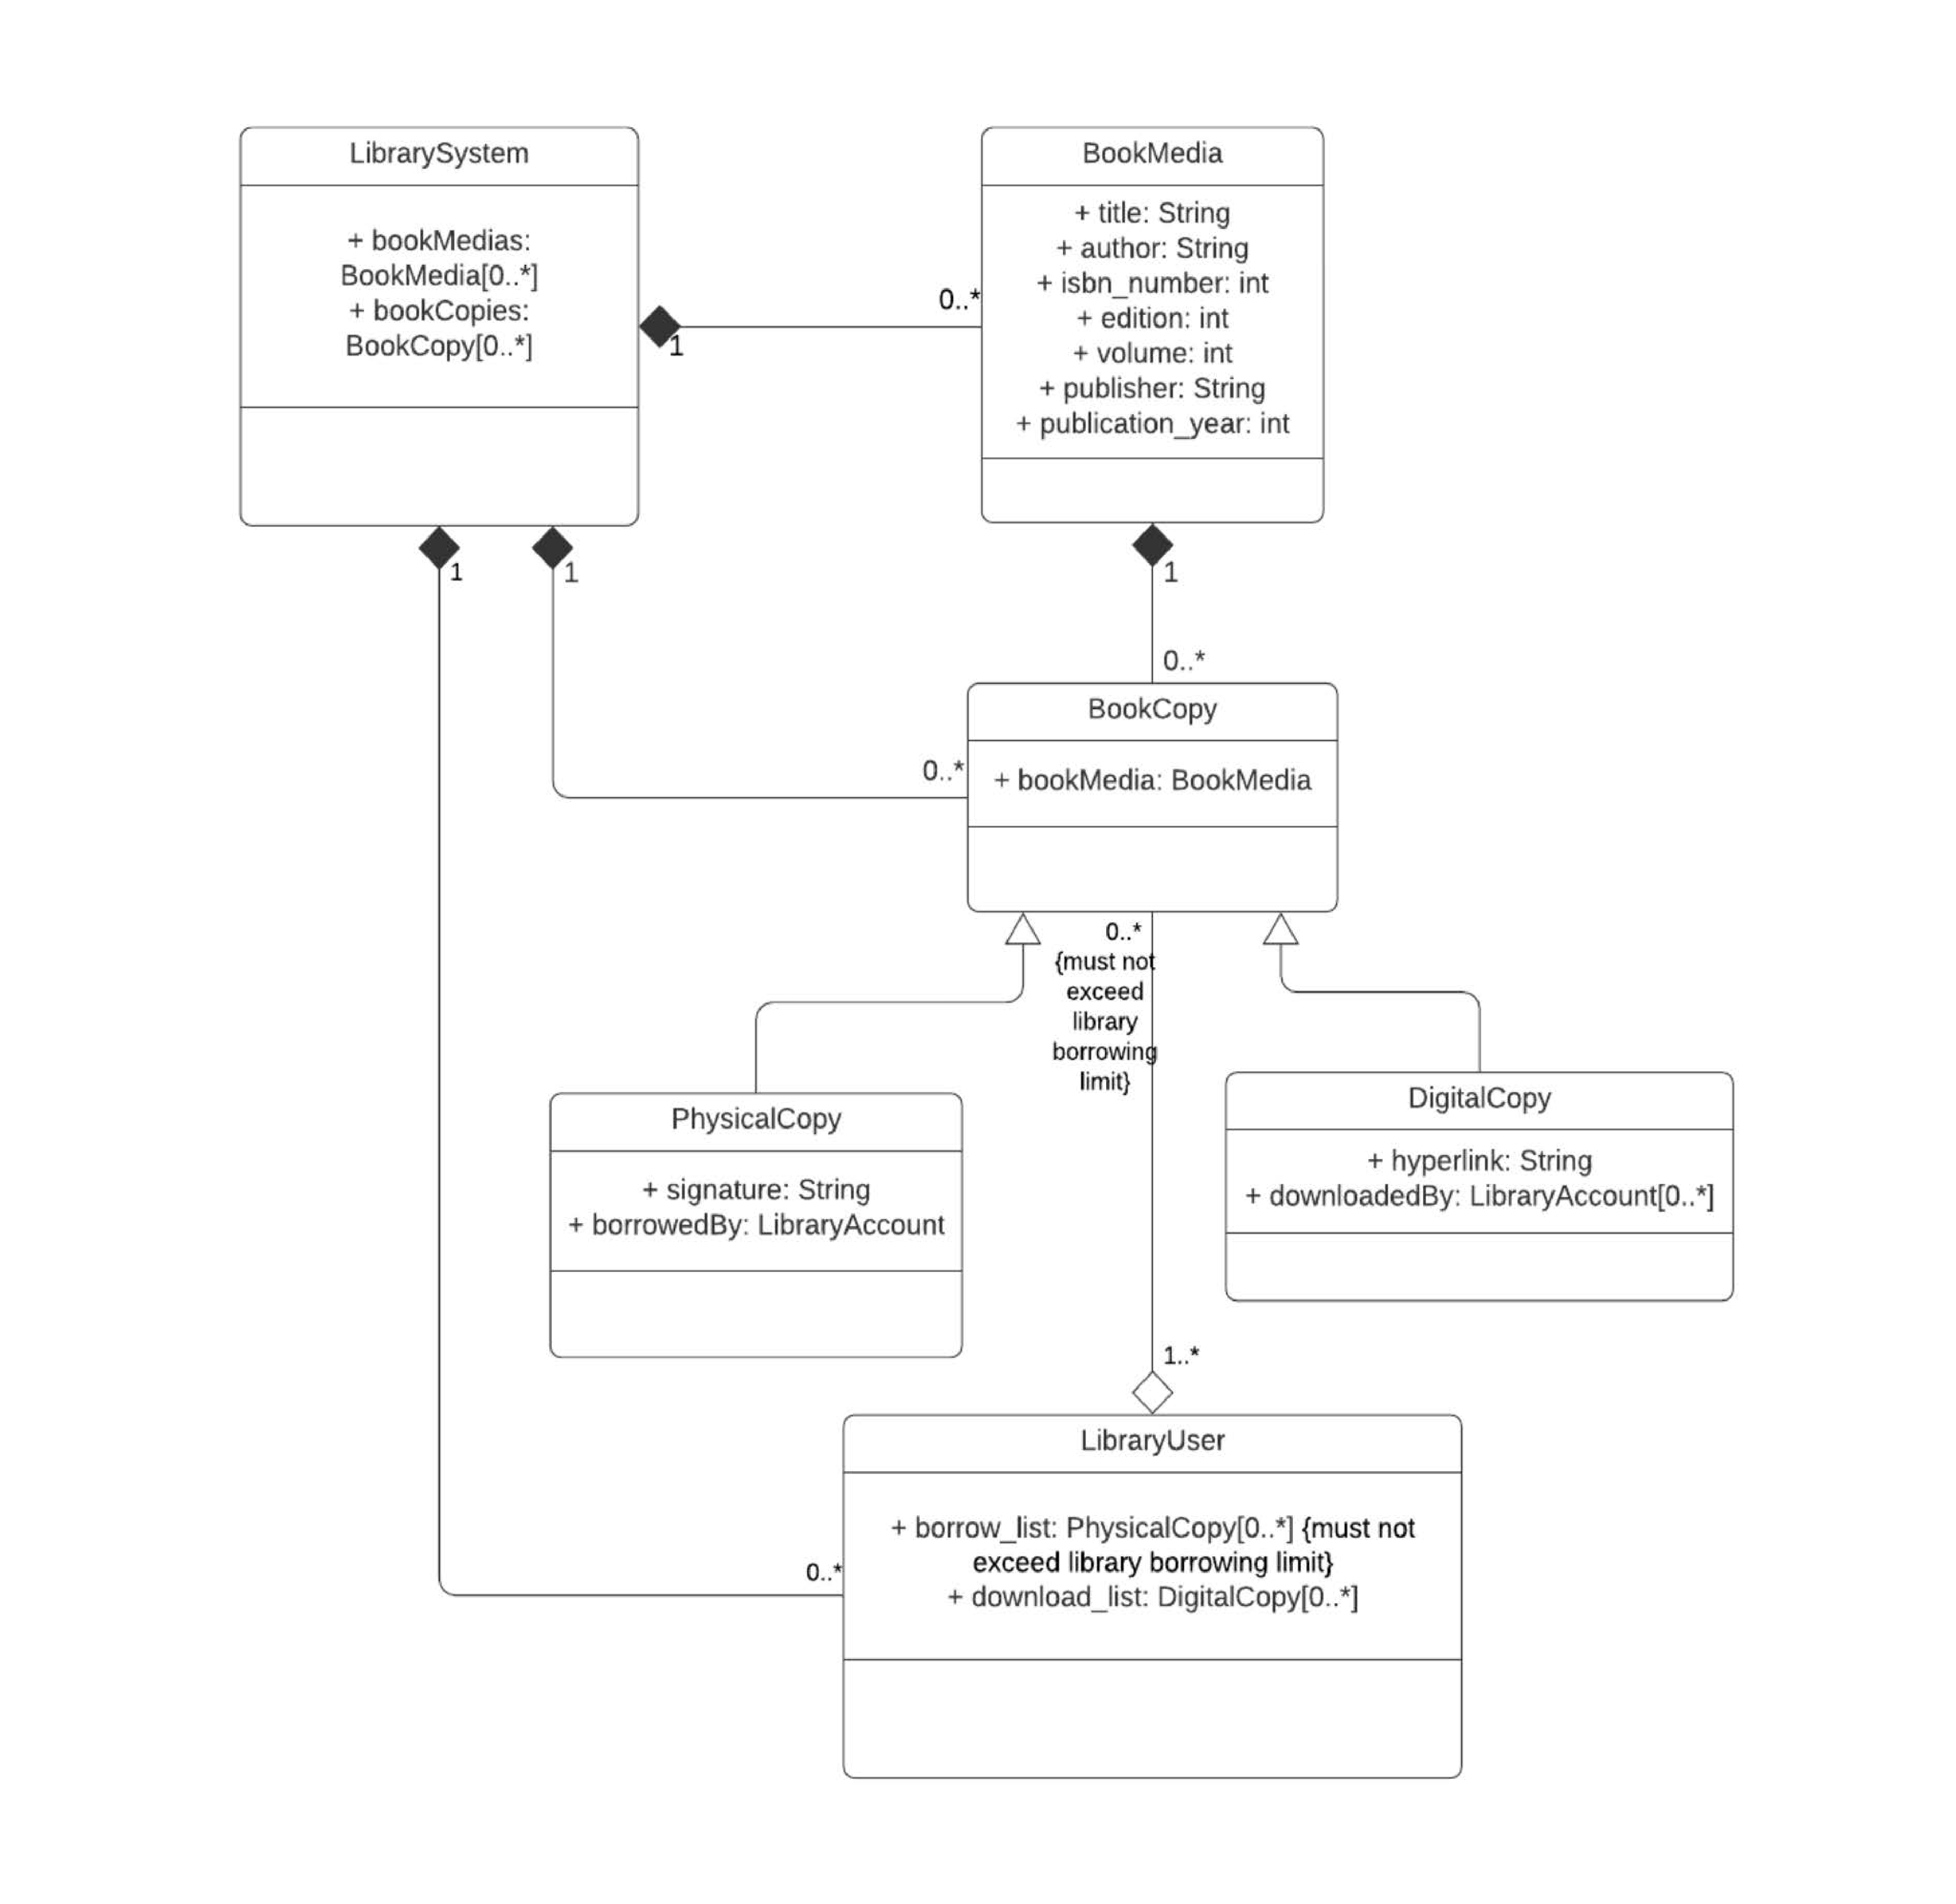 LibrarySystem
+ bookMedias:
BookMedia[0..*]
+ bookCopies:
BookCopy[0..*]
1
0..*
BookMedia
+ title: String
+ author: String
+ isbn_number: int
+ edition: int
+ volume: int
+ publisher: String
+ publication_year: int
1
1
1
0..*
0..*
BookCopy
+ bookMedia: BookMedia
0..*
{must not
exceed
library
borrowing
limit}
PhysicalCopy
+ signature: String
+ borrowedBy: LibraryAccount
DigitalCopy
+ hyperlink: String
+ downloadedBy: LibraryAccount[0..*]
1..*
LibraryUser
+ borrow_list: PhysicalCopy[0..*] {must not
exceed library borrowing limit}
+ download_list: DigitalCopy[0..*]
0..*